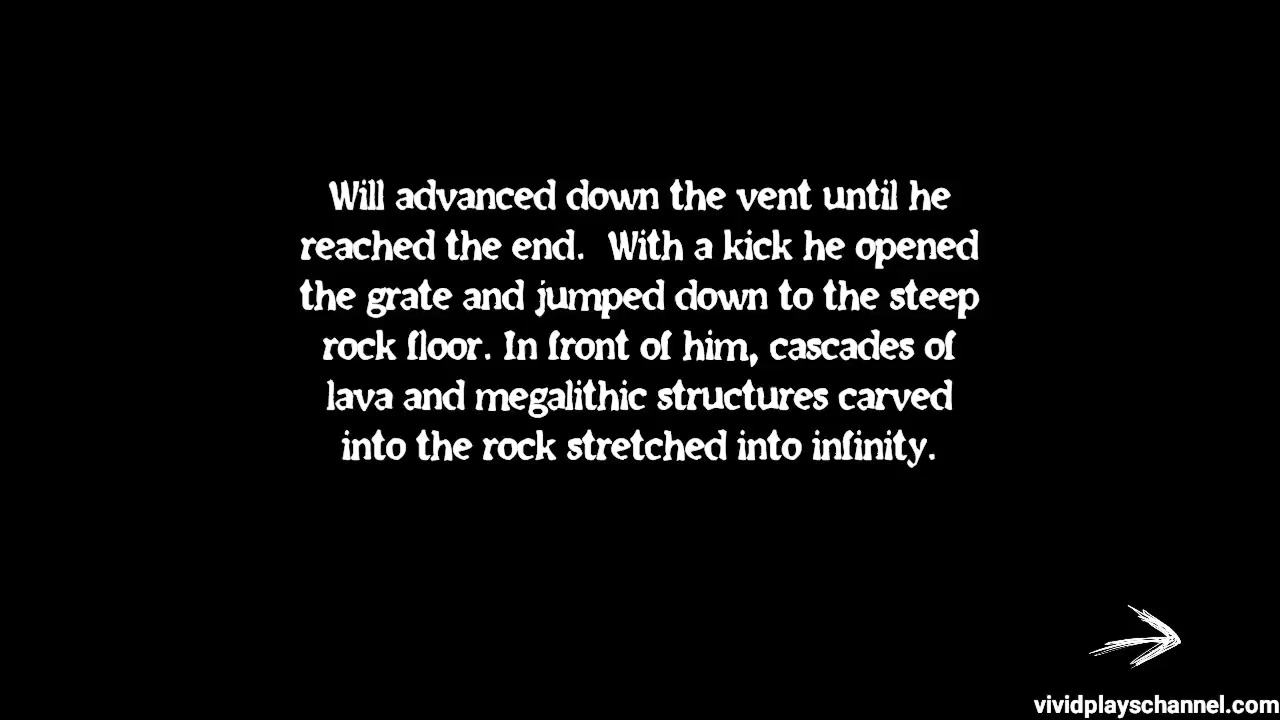 Will advanced down the vent until he
reached the end.  With a kick he opened
the grate and jumped down to the steep
rock floor. In front of him, cascades of
lava and megalithic structures carved
into the rock stretched into infinity.
vividplayschannel.com